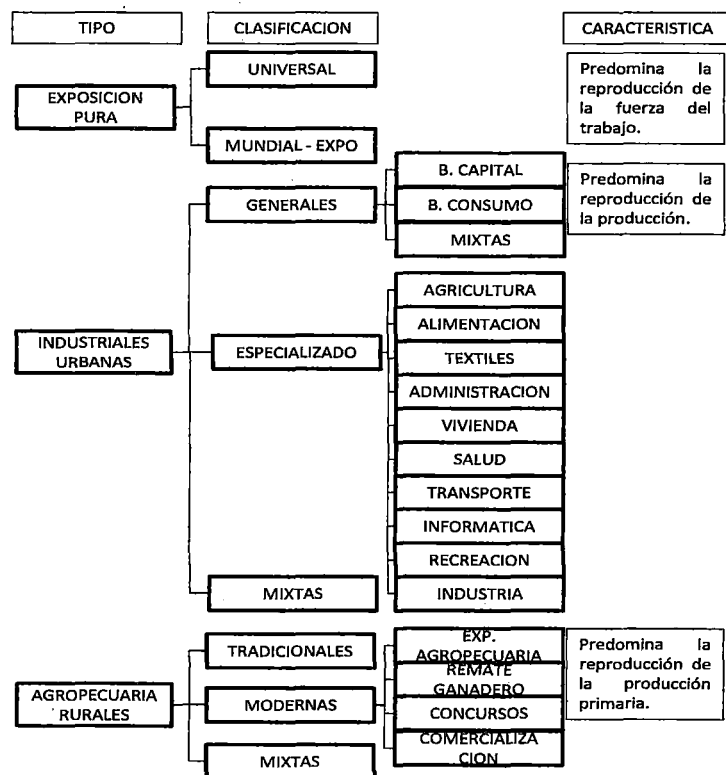 TIPO
CLASIFICACION
CARACTERISTICA
EXPOSICION
PURA
UNIVERSAL
MUNDIAL - EXPO
Predomina la
reproducción de
la fuerza del
trabajo.
INDUSTRIALES
URBANAS
GENERALES
B. CAPITAL
B. CONSUMO
MIXTAS
Predomina la
reproducción de
la producción.
ESPECIALIZADO
AGRICULTURA
ALIMENTACION
TEXTILES
ADMINISTRACION
VIVIENDA
SALUD
TRANSPORTE
INFORMATICA
RECREACION
INDUSTRIA
MIXTAS
AGROPECUARIA
RURALES
TRADICIONALES
MODERNAS
EXP.
AGROPECUARIA
REMATE
GANADERO
CONCURSOS
COMERCIALIZA
CION
MIXTAS
Predomina la
reproducción de
la producción
primaria.